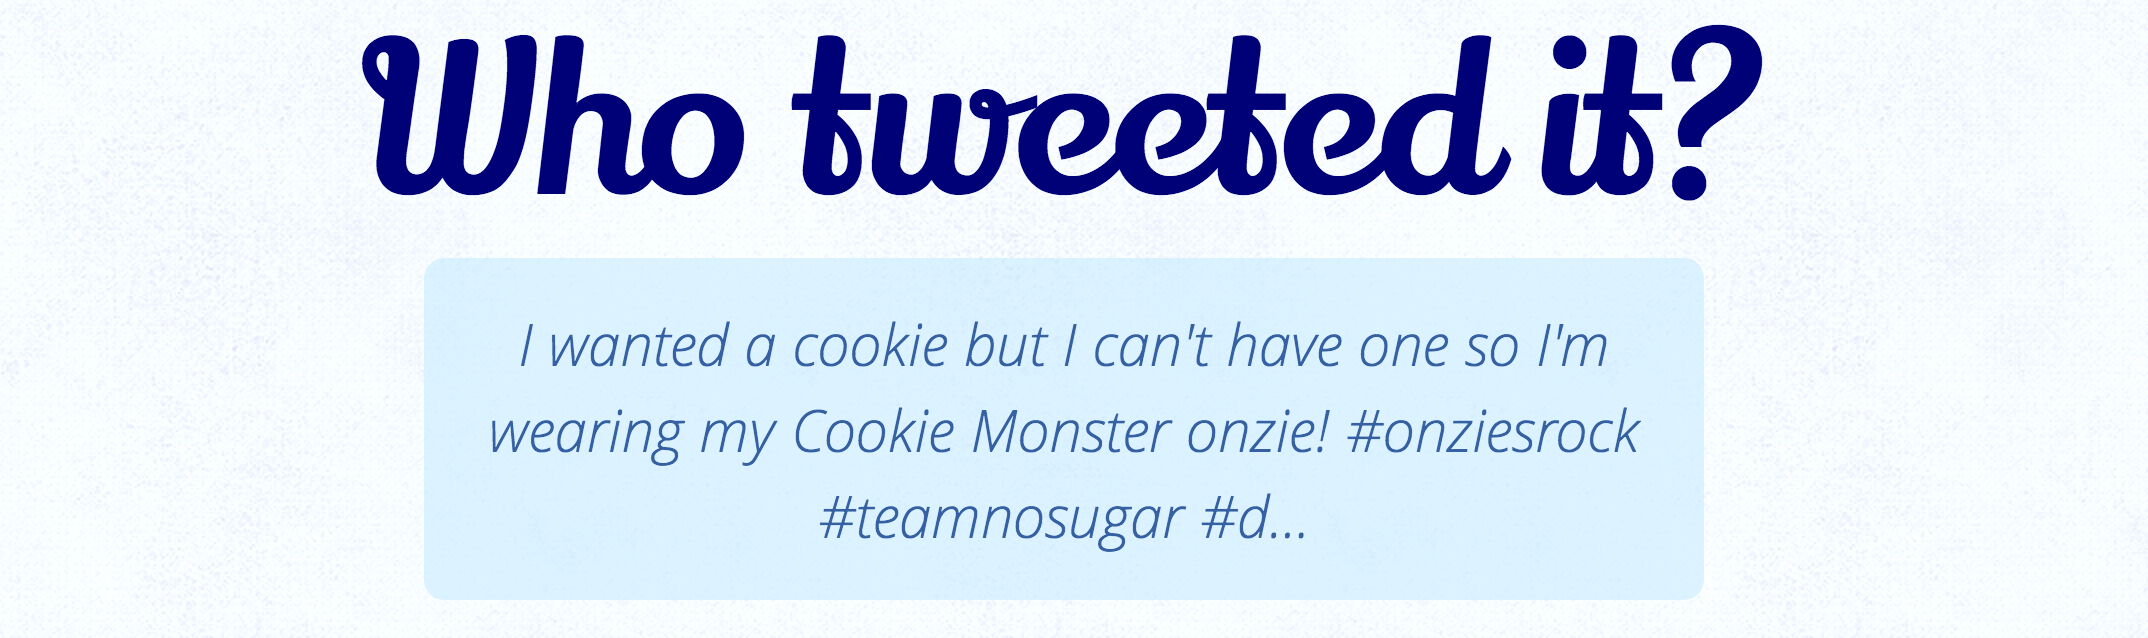 Who tweeted it?
I wanted a cookie but I can't have one so I'm
wearing my Cookie Monster onzie! #onziesrock
#teamnosugar #d...